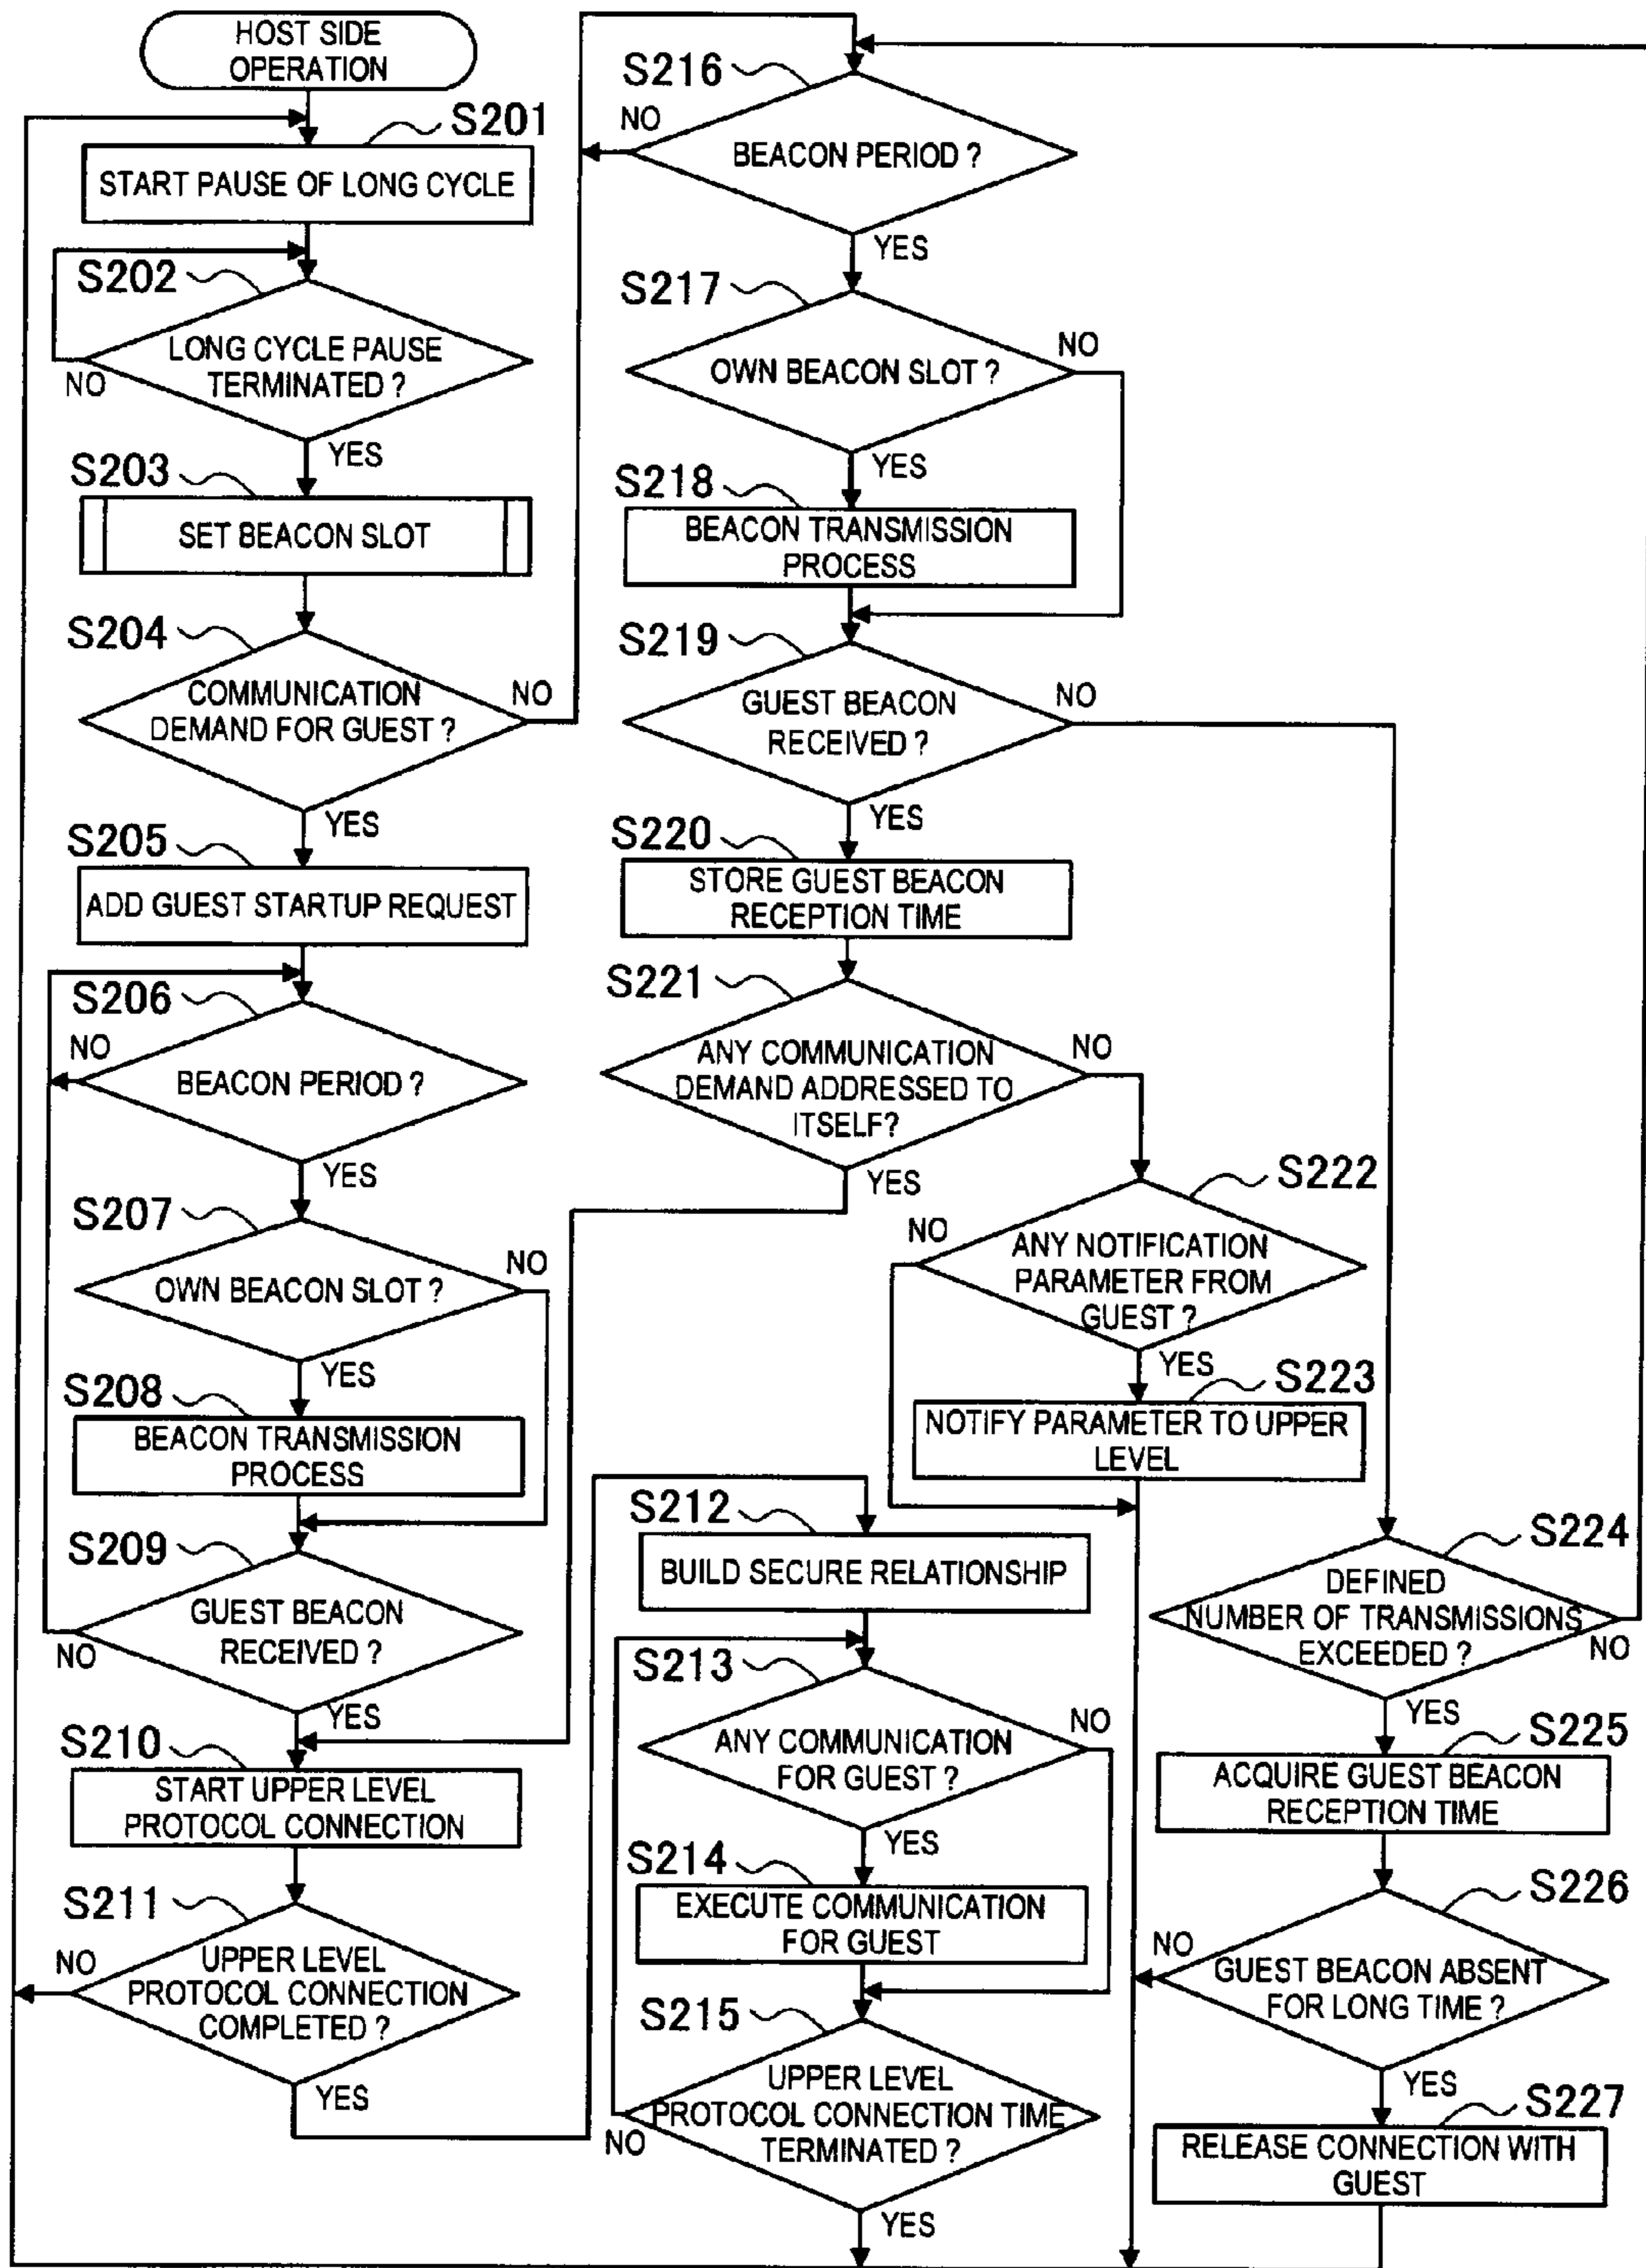 HOST SIDE
OPERATION
S201
START PAUSE OF LONG CYCLE
S202
LONG CYCLE PAUSE
TERMINATED ?
NO
YES
S203
SET BEACON SLOT
S204
COMMUNICATION
DEMAND FOR GUEST ?
NO
YES
S205
ADD GUEST STARTUP REQUEST
S206
NO
BEACON PERIOD ?
YES
S207
NO
OWN BEACON SLOT ?
YES
S208
BEACON TRANSMISSION
PROCESS
S209
GUEST BEACON
RECEIVED ?
NO
YES
S210
START UPPER LEVEL
PROTOCOL CONNECTION
S211
NO
UPPER LEVEL
PROTOCOL CONNECTION
COMPLETED ?
YES
S212
BUILD SECURE RELATIONSHIP
S213
NO
ANY COMMUNICATION
FOR GUEST ?
YES
S214
EXECUTE COMMUNICATION
FOR GUEST
S215
UPPER LEVEL
PROTOCOL CONNECTION TIME
TERMINATED ?
NO
YES
S216
NO
BEACON PERIOD ?
YES
S217
NO
OWN BEACON SLOT ?
YES
S218
BEACON TRANSMISSION
PROCESS
S219
NO
GUEST BEACON
RECEIVED ?
YES
S220
STORE GUEST BEACON
RECEPTION TIME
S221
NO
ANY COMMUNICATION
DEMAND ADDRESSED TO
ITSELF?
YES
S222
NO
ANY NOTIFICATION
PARAMETER FROM
GUEST ?
YES
S223
NOTIFY PARAMETER TO UPPER
LEVEL
S224
DEFINED
NUMBER OF TRANSMISSIONS
EXCEEDED ?
NO
YES
S225
ACQUIRE GUEST BEACON
RECEPTION TIME
S226
NO
GUEST BEACON ABSENT
FOR LONG TIME ?
YES
S227
RELEASE CONNECTION WITH
GUEST